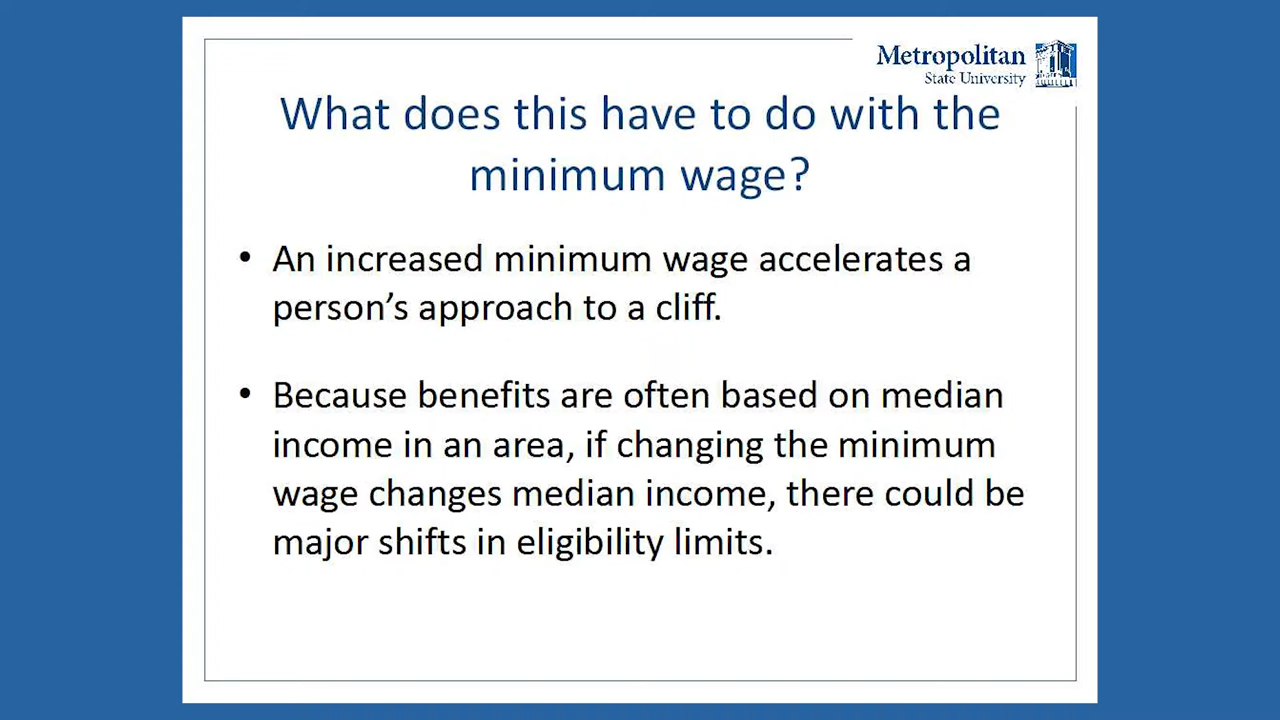 Metropolitan
State University
What does this have to do with the
minimum wage?
• An increased minimum wage accelerates a
person’s approach to a cliff.
• Because benefits are often based on median
income in an area, if changing the minimum
wage changes median income, there could be
major shifts in eligibility limits.